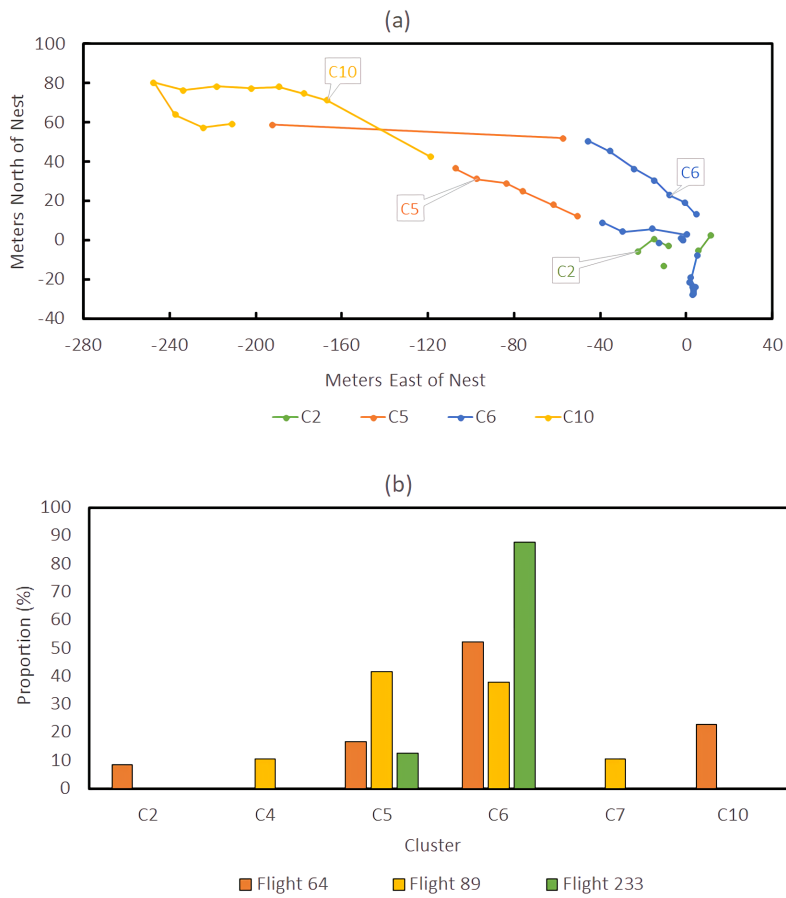 (a)
Meters North of Nest
100
80
60
40
20
0
-20
-40
C10
C5
C6
C2
-280 -240 -200 -160 -120 -80 -40 0 40
Meters East of Nest
C2 C5 C6 C10
(b)
Proportion (%)
100
90
80
70
60
50
40
30
20
10
0
C2 C4 C5 C6 C7 C10
Cluster
Flight 64 Flight 89 Flight 233